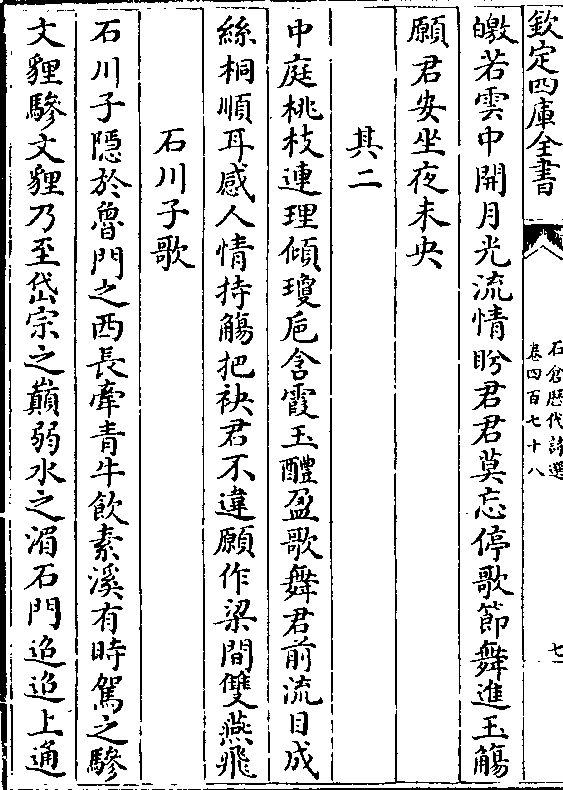 欽定四庫全書
石倉歷代詩選
卷四百七十八
七
皦若雲中開月光流情盻君君莫忘停歌節舞進玉觴
願君安坐夜未央
其二
中庭桃枝連理傾瓊巵含霞玉醴盈歌舞君前流目成
絲桐順耳感人情持觴把袂君不違願作梁間雙燕飛
石川子歌
石川子隱於魯門之西長牽青牛飲素溪有時駕之驂
文貍驂文貍乃至岱宗之巔弱水之湄石門迢迢上通